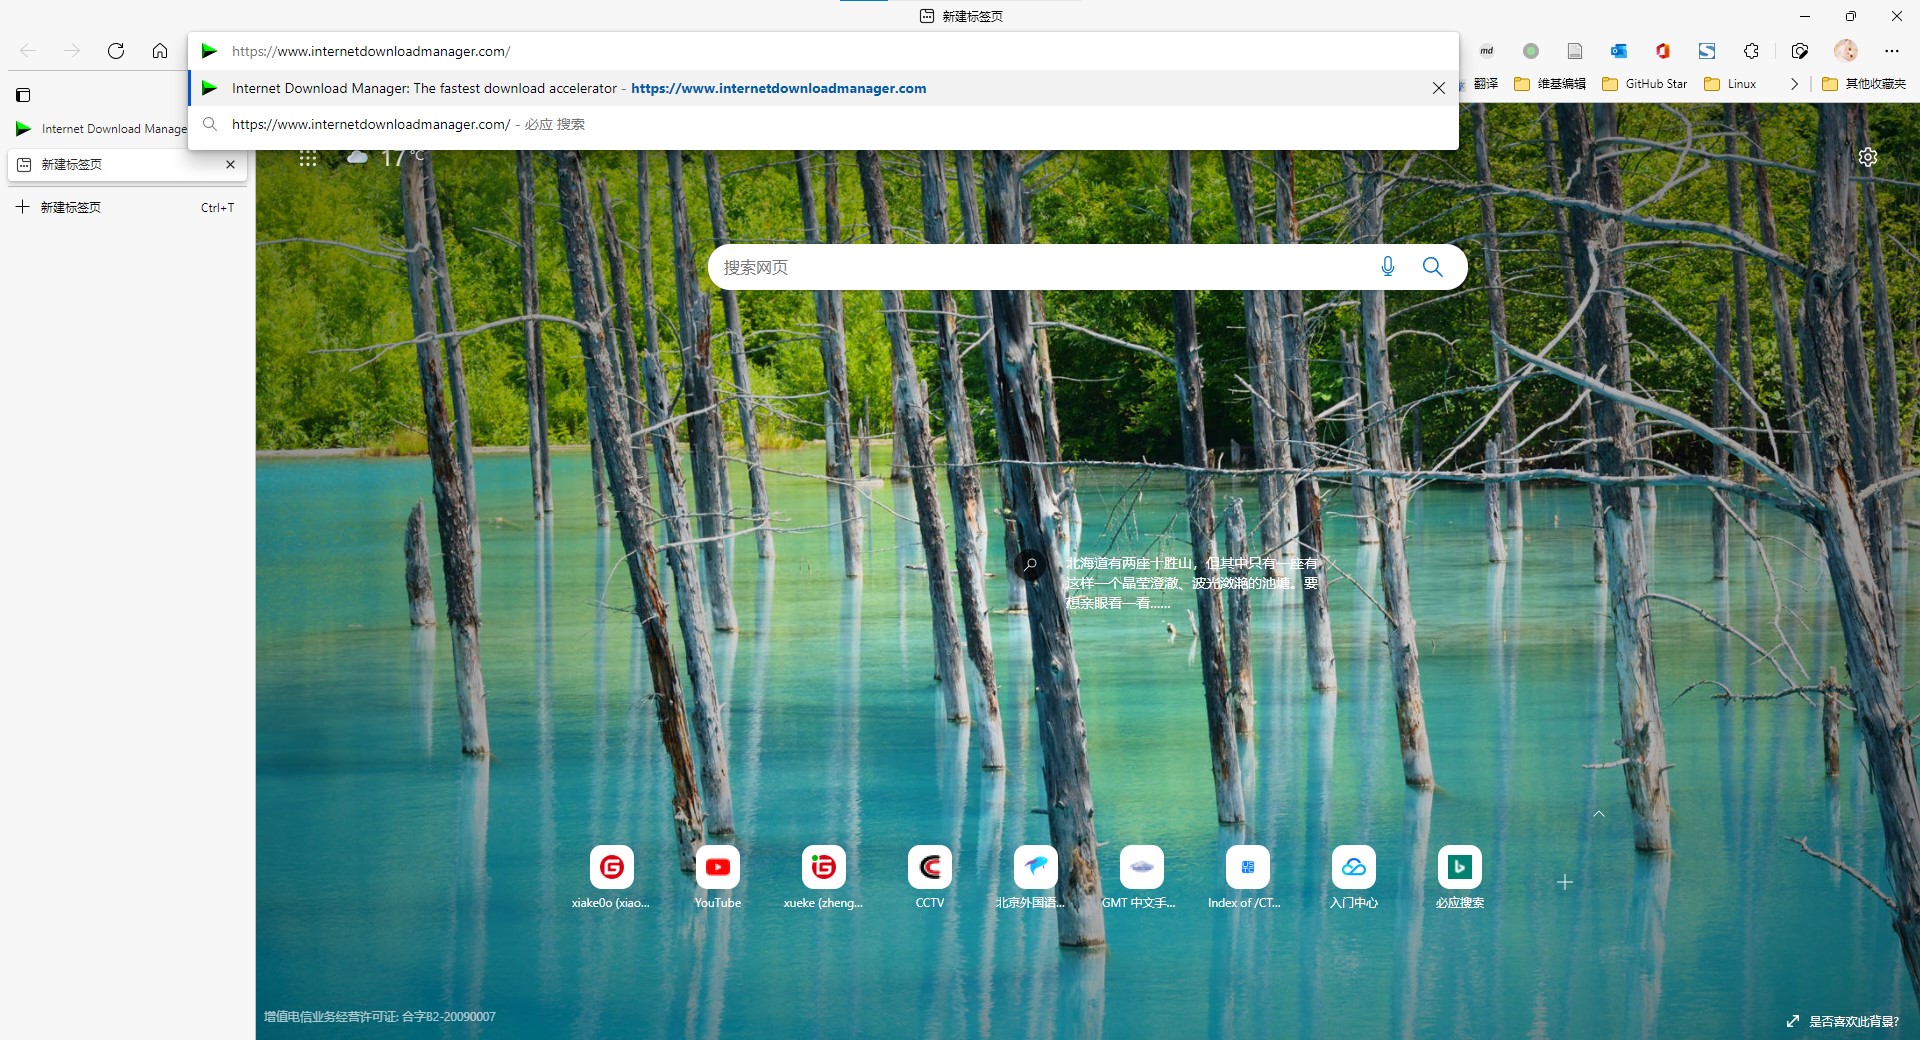 新建标签页
https://www.internetdownloadmanager.com/
Internet Download Manager: The fastest download accelerator - https://www.internetdownloadmanager.com
https://www.internetdownloadmanager.com/ - 必应 搜索
md
翻译
维基编辑
GitHub Star
Linux
其他收藏夹
Internet Download Manage
新建标签页
新建标签页 Ctrl+T
17 °C
搜索网页
北海道有两座十胜山，但其中只有一座有
这样一个晶莹澄澈、波光潋滟的池塘。要
想亲眼看一看......
xiake0o (xiao...
YouTube
xueke (zheng...
CCTV
北京外国语...
GMT 中文手...
Index of /CT...
入门中心
必应搜索
增值电信业务经营许可证: 合字B2-20090007
是否喜欢此背景?